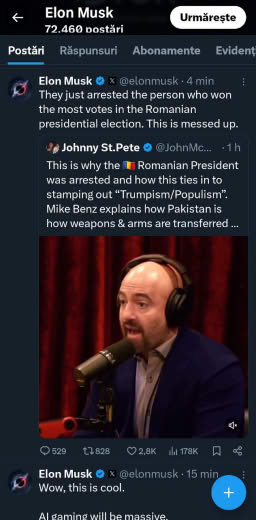 Elon Musk
72.460 postări
Urmărește
Postări Răspunsuri Abonamente Evidenț
Elon Musk @elonmusk · 4 min
They just arrested the person who won
the most votes in the Romanian
presidential election. This is messed up.
Johnny St.Pete @JohnMc... · 1 h
This is why the 🇷🇴 Romanian President
was arrested and how this ties in to
stamping out “Trumpism/Populism”.
Mike Benz explains how Pakistan is
how weapons & arms are transferred ...
529 828 2,8K 178K
Elon Musk @elonmusk · 15 min
Wow, this is cool.
AI gaming will be massive.